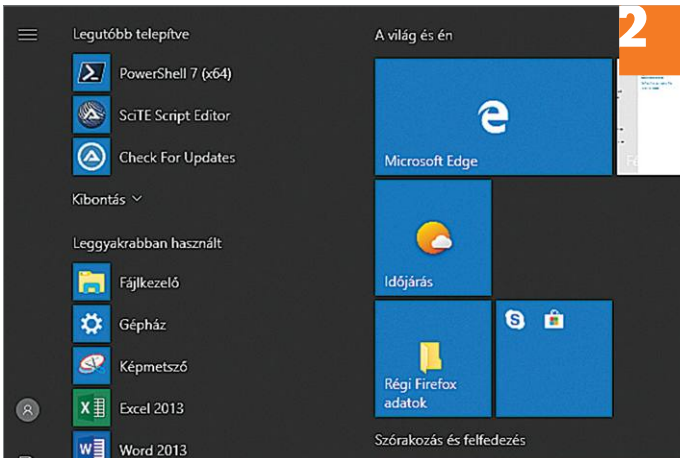 Legutóbb telepítve
PowerShell 7 (x64)
SciTE Script Editor
Check For Updates
Kibontás
Leggyakrabban használt
Fájlkezelő
Gépház
Képmetsző
Excel 2013
Word 2013
A világ és én
2
Microsoft Edge
Időjárás
Régi Firefox
adatok
Szórakozás és felfedezés